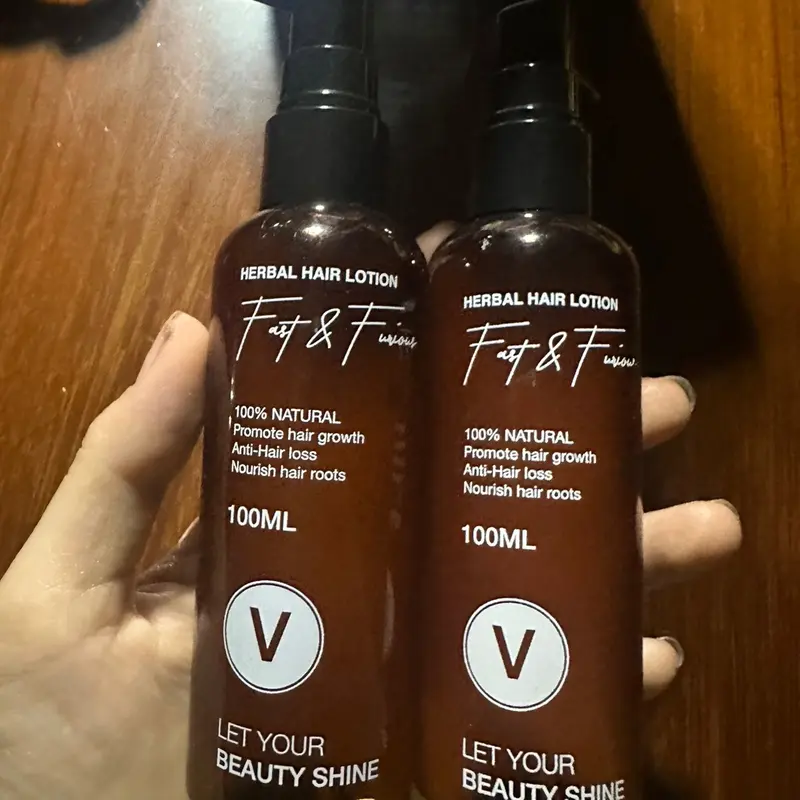 HERBAL HAIR LOTION
Fast & Furious
100% NATURAL
Promote hair growth
Anti-Hair loss
Nourish hair roots
100ML
V
LET YOUR
BEAUTY SHINE
HERBAL HAIR LOTION
Fast & Furious
100% NATURAL
Promote hair growth
Anti-Hair loss
Nourish hair roots
100ML
V
LET YOUR
BEAUTY SHINE